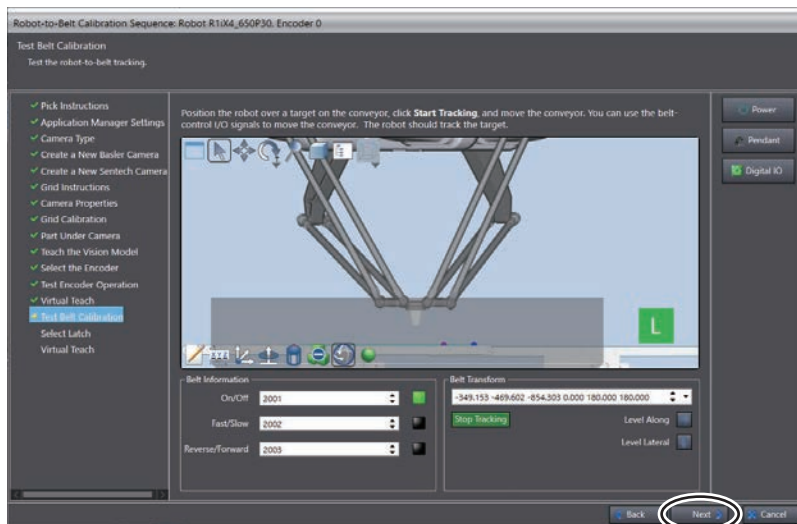 Robot-to-Belt Calibration Sequence: Robot R1iX4_650P30, Encoder 0
Test Belt Calibration
Test the robot-to-belt tracking.
Pick Instructions
Application Manager Settings
Camera Type
Create a New Basler Camera
Create a New Sentech Camera
Grid Instructions
Camera Properties
Grid Calibration
Part Under Camera
Teach the Vision Model
Select the Encoder
Test Encoder Operation
Virtual Teach
Test Belt Calibration
Select Latch
Virtual Teach
Position the robot over a target on the conveyor, click Start Tracking, and move the conveyor. You can use the belt-
control I/O signals to move the conveyor. The robot should track the target.
L
Belt Information
On/Off 2001
Fast/Slow 2002
Reverse/Forward 2003
Belt Transform
-349.153 -469.602 -854.303 0.000 180.000 180.000
Stop Tracking
Level Along
Level Lateral
Power
Pendant
Digital IO
Back
Next
Cancel